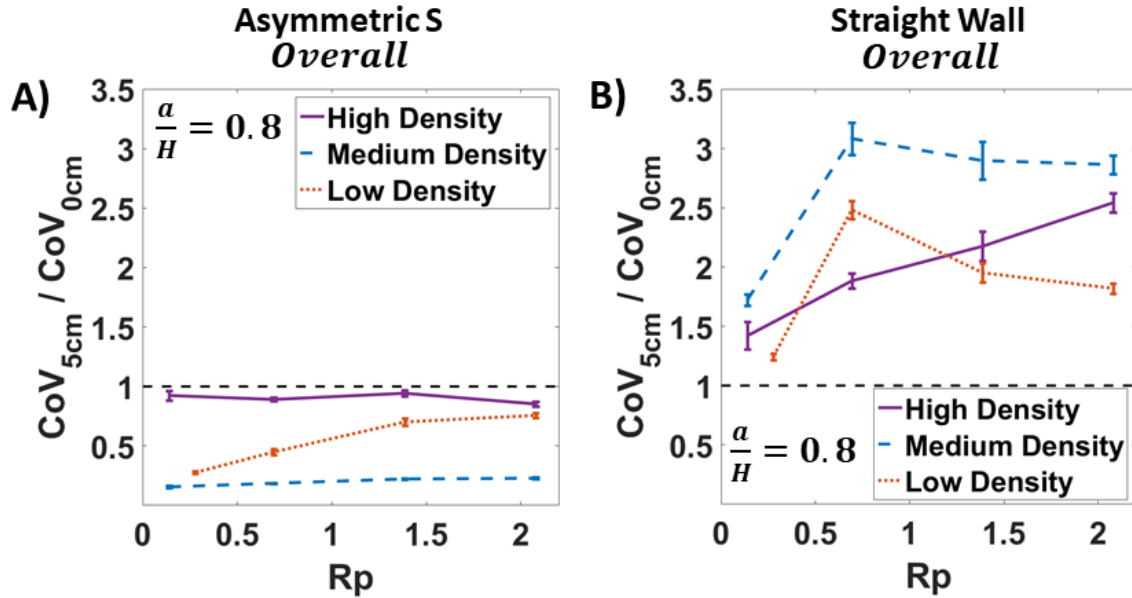 Asymmetric S
Overall
A)
a/H = 0.8
High Density
Medium Density
Low Density
3.5
3
2.5
2
1.5
1
0.5
CoV5cm / CoV0cm
0 0.5 1 1.5 2
Rp
Straight Wall
Overall
B)
3.5
3
2.5
2
1.5
1
0.5
CoV5cm / CoV0cm
a/H = 0.8
High Density
Medium Density
Low Density
0 0.5 1 1.5 2
Rp